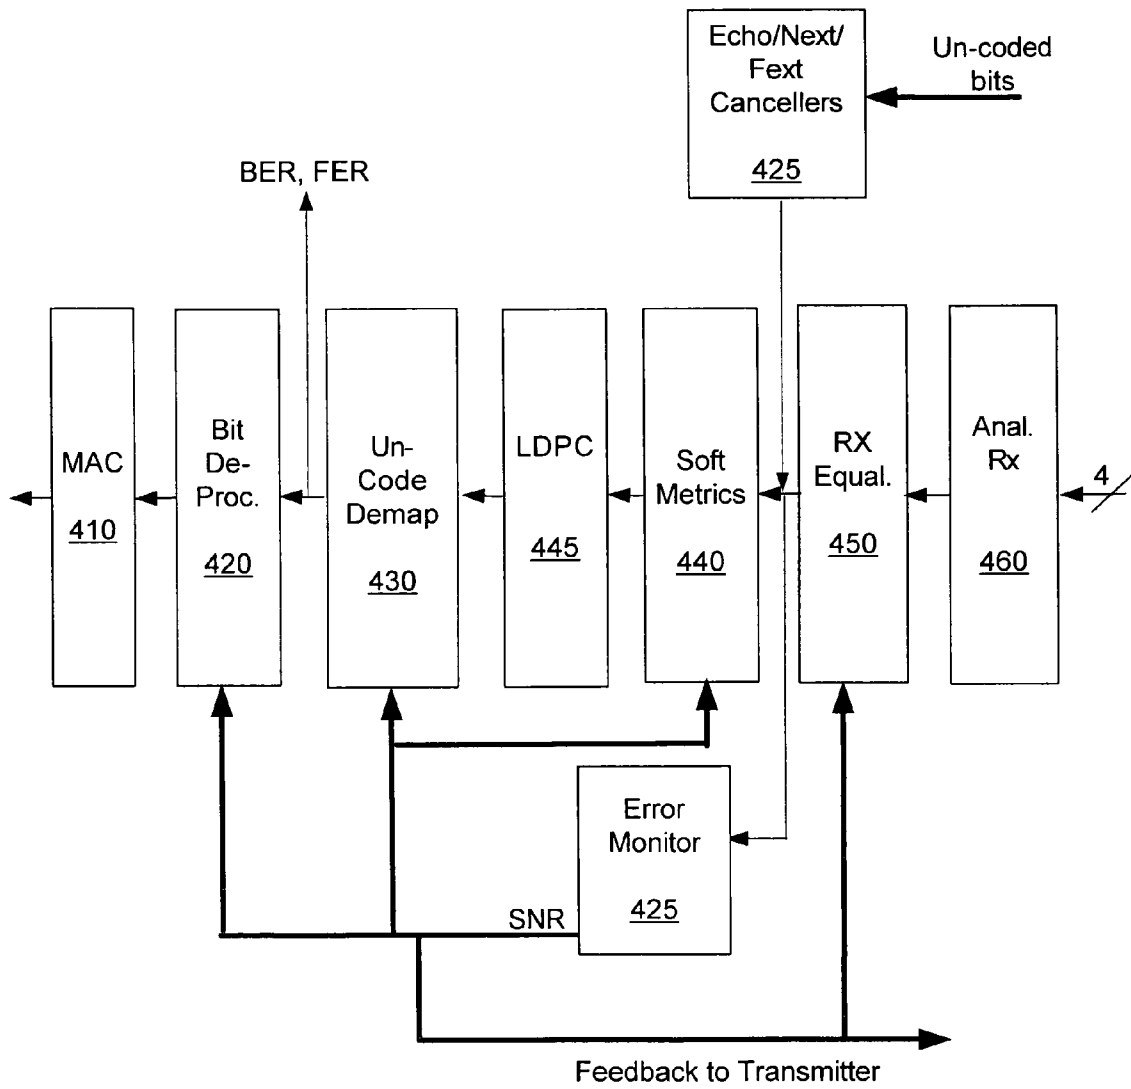 Echo/Next/
Fext
Cancellers
425
Un-coded
bits
BER, FER
MAC
410
Bit
De-
Proc.
420
Un-
Code
Demap
430
LDPC
445
Soft
Metrics
440
RX
Equal.
450
Anal.
Rx
460
4
Error
Monitor
425
SNR
Feedback to Transmitter